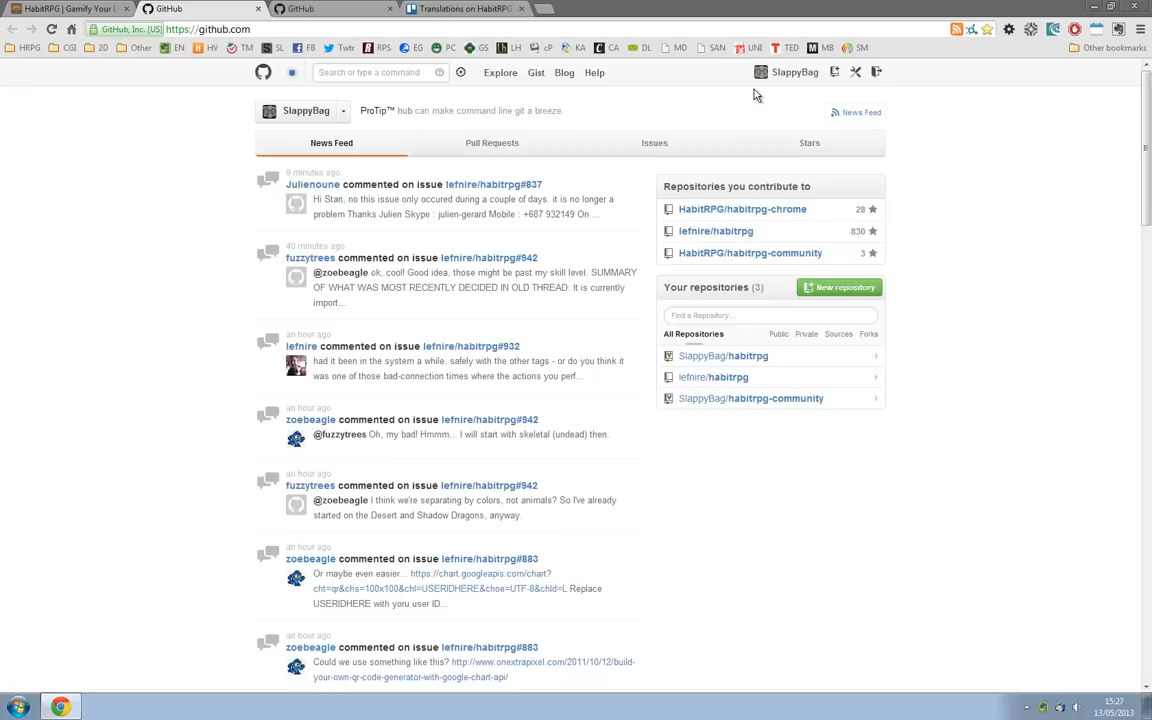 HabitRPG | Gamify Your L
GitHub
GitHub
Translations on HabitRPG
GitHub, Inc. [US] https://github.com
HRPG CGI 2D Other EN HV TM SL FB Twtr RPS EG PC GS LH cP KA CA DL MD SAN UNI TED MB SM Other bookmarks
Search or type a command Explore Gist Blog Help SlappyBag
SlappyBag ProTip™ hub can make command line git a breeze. News Feed
News Feed Pull Requests Issues Stars
9 minutes ago
Julienoune commented on issue lefnire/habitrpg#837
Hi Stan, no this issue only occured during a couple of days. it is no longer a
problem Thanks Julien Skype : julien-gerard Mobile : +687 932149 On ...
40 minutes ago
fuzzytrees commented on issue lefnire/habitrpg#942
@zoebeagle ok, cool! Good idea, those might be past my skill level. SUMMARY
OF WHAT WAS MOST RECENTLY DECIDED IN OLD THREAD: It is currently
import...
an hour ago
lefnire commented on issue lefnire/habitrpg#932
had it been in the system a while, safely with the other tags - or do you think it
was one of those bad-connection times where the actions you perf...
an hour ago
zoebeagle commented on issue lefnire/habitrpg#942
@fuzzytrees Oh, my bad! Hmmm... I will start with skeletal (undead) then.
an hour ago
fuzzytrees commented on issue lefnire/habitrpg#942
@zoebeagle I think we're separating by colors, not animals? So I've already
started on the Desert and Shadow Dragons, anyway.
an hour ago
zoebeagle commented on issue lefnire/habitrpg#883
Or maybe even easier... https://chart.googleapis.com/chart?
cht=qr&chs=100x100&chl=USERIDHERE&choe=UTF-8&chld=L Replace
USERIDHERE with yoru user ID...
an hour ago
zoebeagle commented on issue lefnire/habitrpg#883
Could we use something like this? http://www.onextrapixel.com/2011/10/12/build-
your-own-qr-code-generator-with-google-chart-api/
Repositories you contribute to
HabitRPG/habitrpg-chrome 28
lefnire/habitrpg 830
HabitRPG/habitrpg-community 3
Your repositories (3) New repository
Find a Repository...
All Repositories Public Private Sources Forks
SlappyBag/habitrpg
lefnire/habitrpg
SlappyBag/habitrpg-community
15:27
13/05/2013